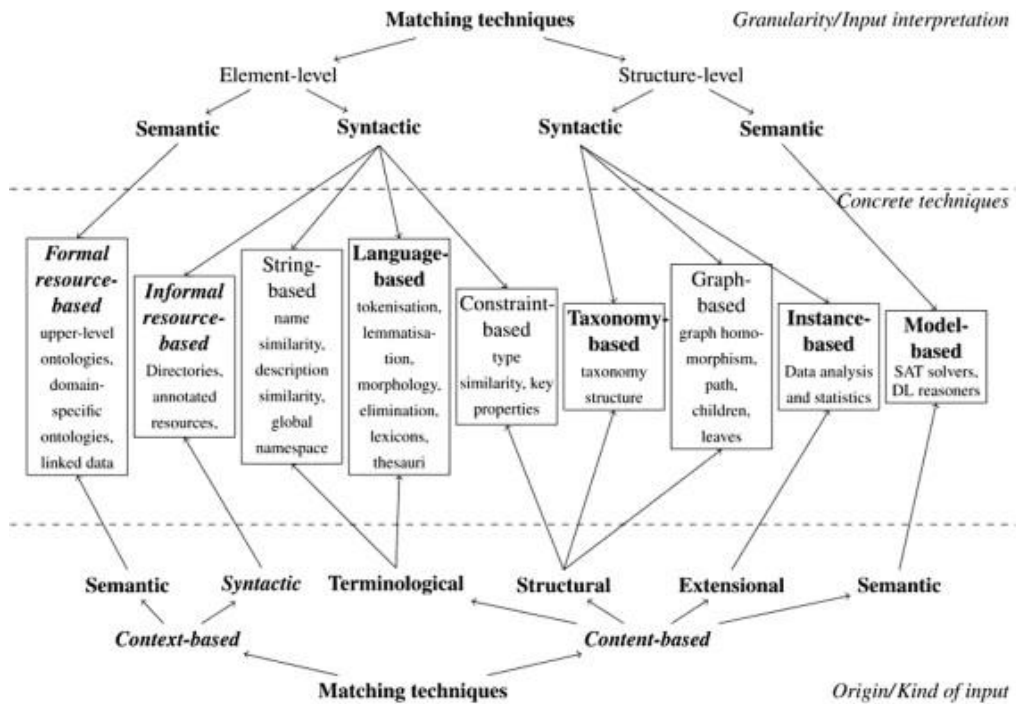 Matching techniques
Granularity/Input interpretation
Element-level
Structure-level
Semantic
Syntactic
Syntactic
Semantic
Concrete techniques
Formal
resource-
based
upper-level
ontologies,
domain-
specific
ontologies,
linked data
Informal
resource-
based
Directories,
annotated
resources,
String-
based
name
similarity,
description
similarity,
global
namespace
Language-
based
tokenisation,
lemmatisa-
tion,
morphology,
elimination,
lexicons,
thesauri
Constraint-
based
type
similarity, key
properties
Taxonomy-
based
taxonomy
structure
Graph-
based
graph homo-
morphism,
path,
children,
leaves
Instance-
based
Data analysis
and statistics
Model-
based
SAT solvers,
DL reasoners
Semantic
Syntactic
Terminological
Structural
Extensional
Semantic
Context-based
Content-based
Matching techniques
Origin/Kind of input